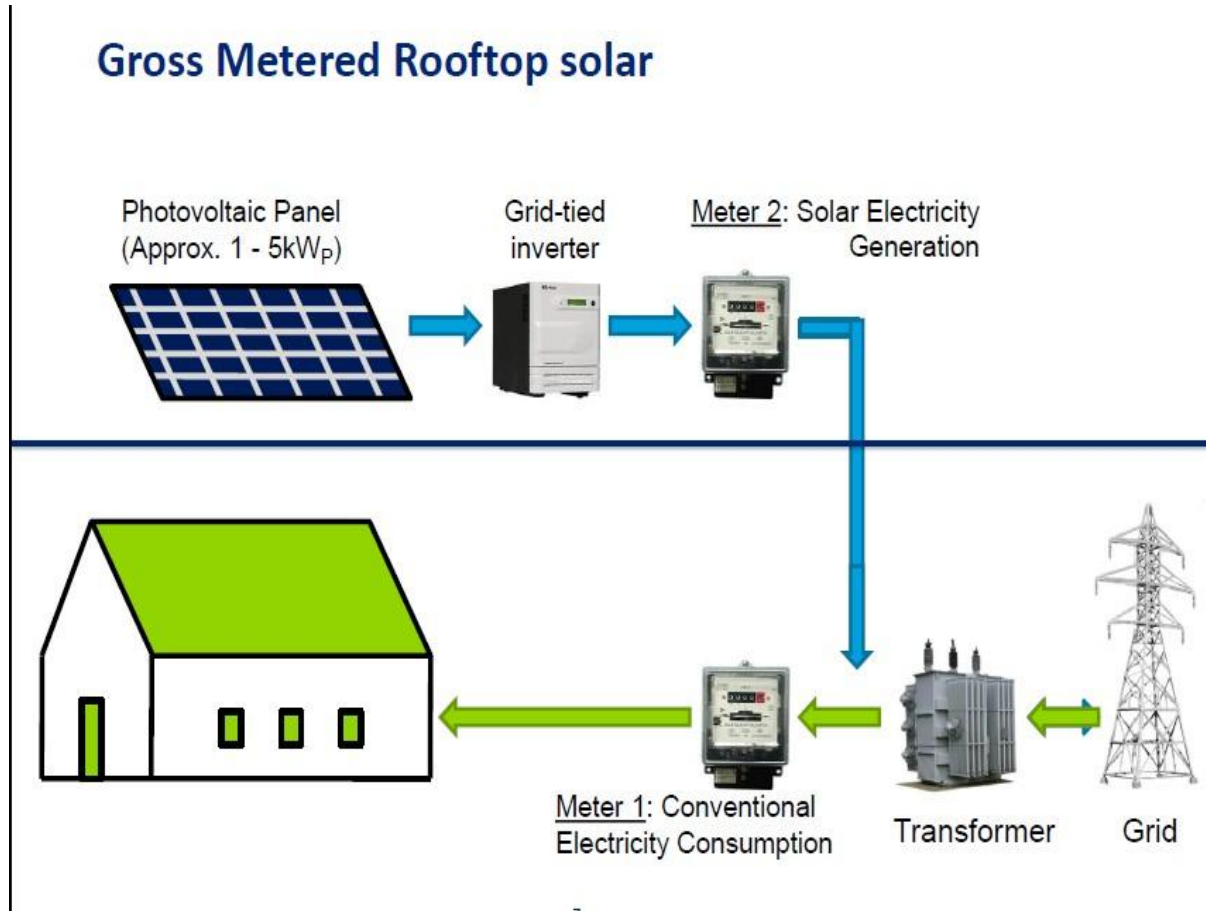 Gross Metered Rooftop solar
Photovoltaic Panel
(Approx. 1 - 5kWP)
Grid-tied
inverter
Meter 2: Solar Electricity
Generation
Meter 1: Conventional
Electricity Consumption
Transformer
Grid